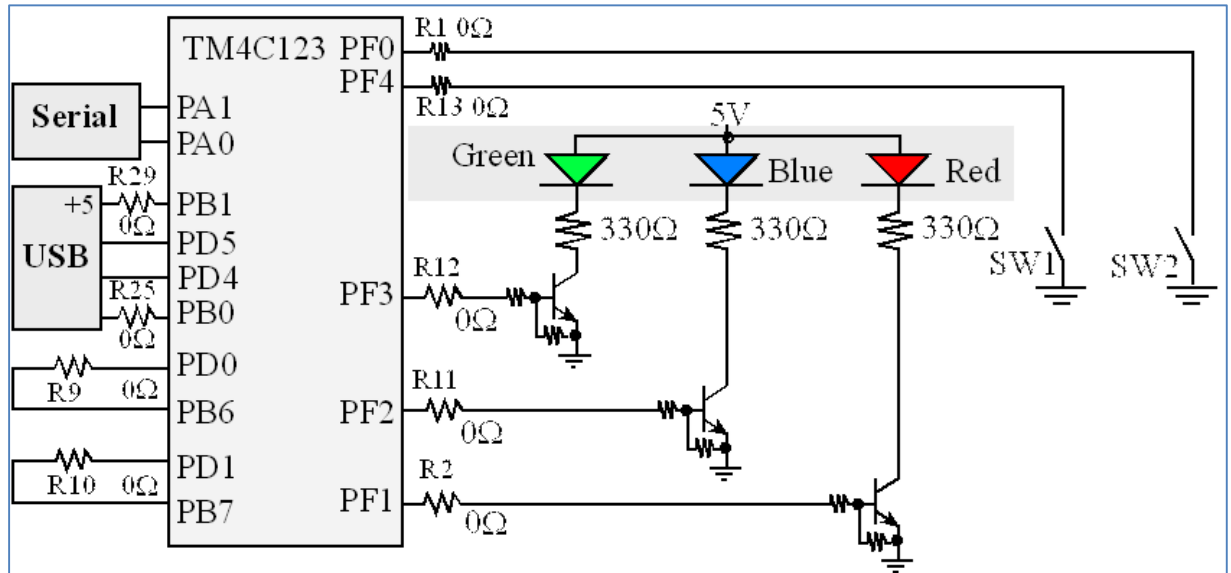 TM4C123
PF0
R1 0Ω
PF4
R13 0Ω
Serial
PA1
PA0
5V
Green
Blue
Red
R29
+5
0Ω
PB1
USB
PD5
PD4
R25
PB0
0Ω
330Ω
330Ω
330Ω
SW1
SW2
PF3
R12
0Ω
PD0
R9
0Ω
PB6
PF2
R11
0Ω
PD1
R10
0Ω
PB7
PF1
R2
0Ω